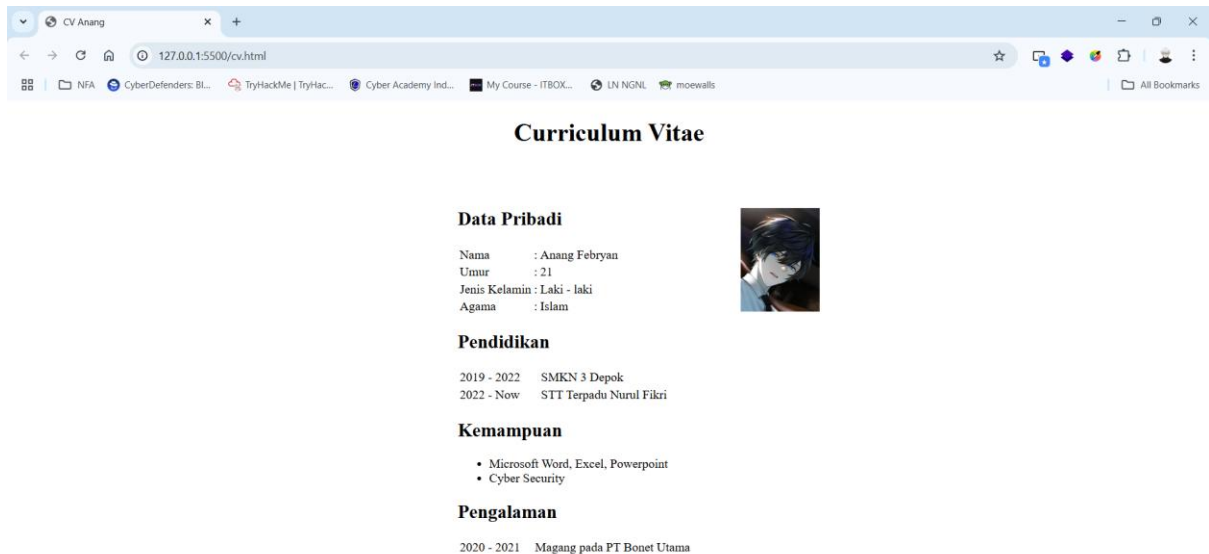 CV Anang
127.0.0.1:5500/cv.html
NFA CyberDefenders: Bl... TryHackMe | TryHac... Cyber Academy Ind... My Course - ITBOX... LN NGNL moewalls All Bookmarks
Curriculum Vitae
Data Pribadi
Nama : Anang Febryan
Umur : 21
Jenis Kelamin : Laki - laki
Agama : Islam
Pendidikan
2019 - 2022 SMKN 3 Depok
2022 - Now STT Terpadu Nurul Fikri
Kemampuan
• Microsoft Word, Excel, Powerpoint
• Cyber Security
Pengalaman
2020 - 2021 Magang pada PT Bonet Utama